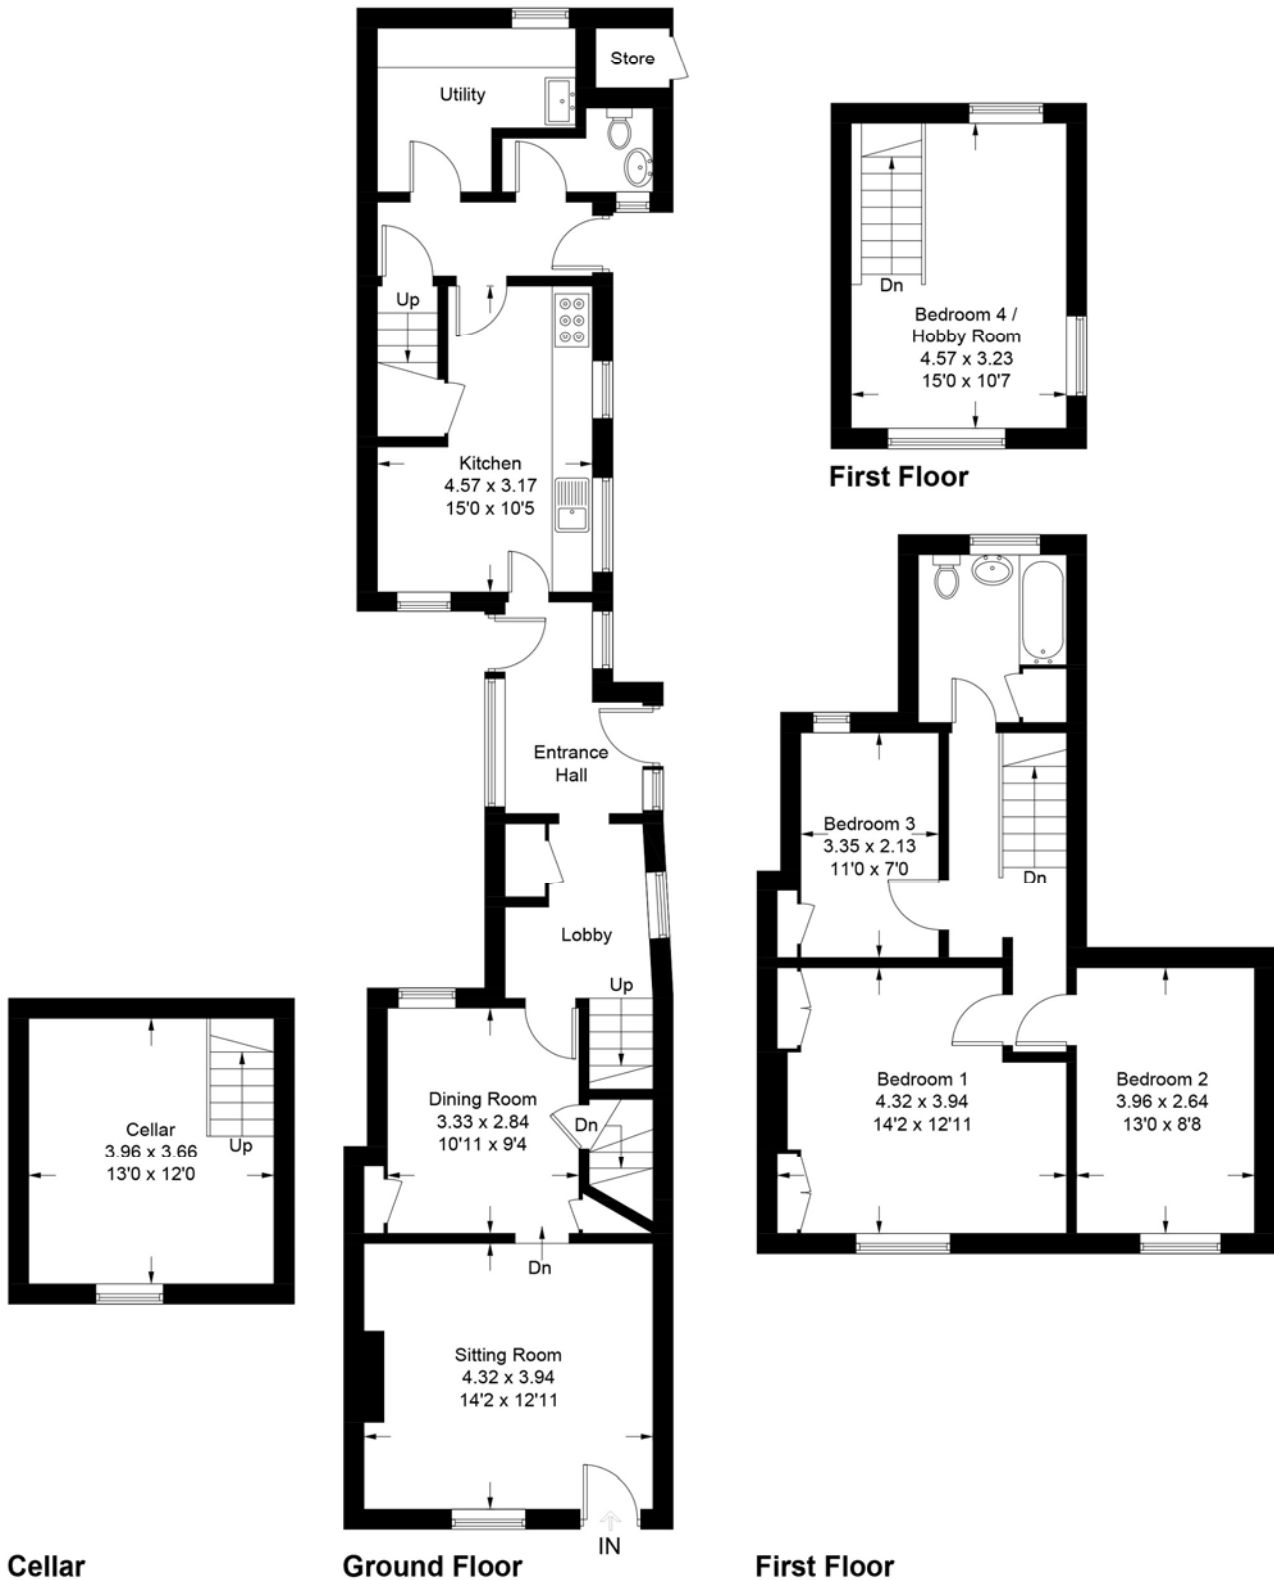 Store
Utility
Up
Kitchen
4.57 x 3.17
15'0 x 10'5
Entrance
Hall
Lobby
Up
Dining Room
3.33 x 2.84
10'11 x 9'4
Dn
Dn
Sitting Room
4.32 x 3.94
14'2 x 12'11
IN
Ground Floor
Cellar
3.96 x 3.66
13'0 x 12'0
Up
Cellar
Dn
Bedroom 4 /
Hobby Room
4.57 x 3.23
15'0 x 10'7
First Floor
Bedroom 3
3.35 x 2.13
11'0 x 7'0
Dn
Bedroom 1
4.32 x 3.94
14'2 x 12'11
Bedroom 2
3.96 x 2.64
13'0 x 8'8
First Floor